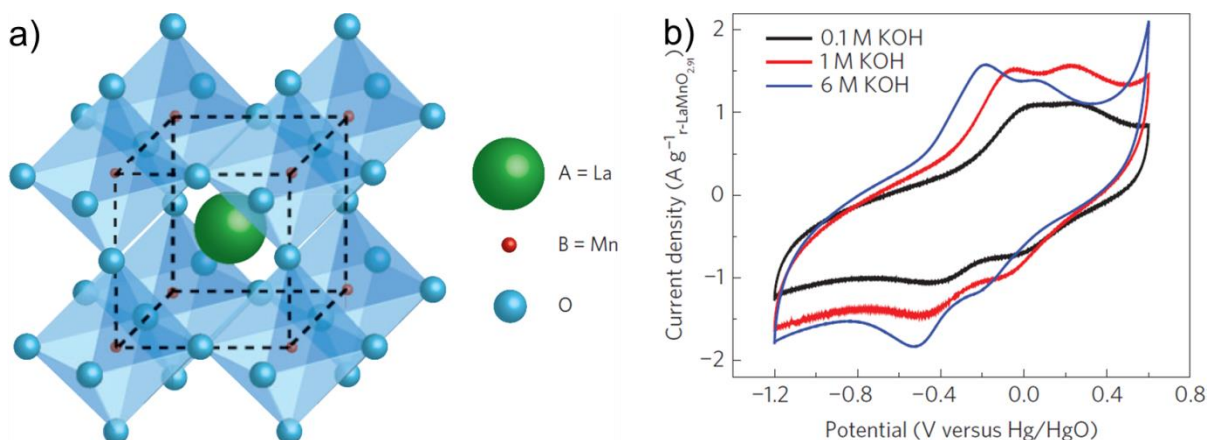 a)
A = La
B = Mn
O
b)
0.1 M KOH
1 M KOH
6 M KOH
Current density (A g⁻¹ r-LaMnO2.91)
2
1
0
−1
−2
−1.2 −0.8 −0.4 0.0 0.4 0.8
Potential (V versus Hg/HgO)